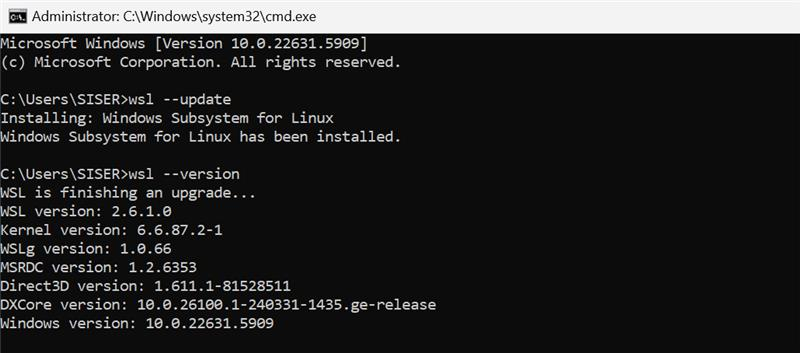 Administrator: C:\Windows\system32\cmd.exe
Microsoft Windows [Version 10.0.22631.5909]
(c) Microsoft Corporation. All rights reserved.
C:\Users\SISER>wsl --update
Installing: Windows Subsystem for Linux
Windows Subsystem for Linux has been installed.
C:\Users\SISER>wsl --version
WSL is finishing an upgrade...
WSL version: 2.6.1.0
Kernel version: 6.6.87.2-1
WSLg version: 1.0.66
MSRDC version: 1.2.6353
Direct3D version: 1.611.1-81528511
DXCore version: 10.0.26100.1-240331-1435.ge-release
Windows version: 10.0.22631.5909